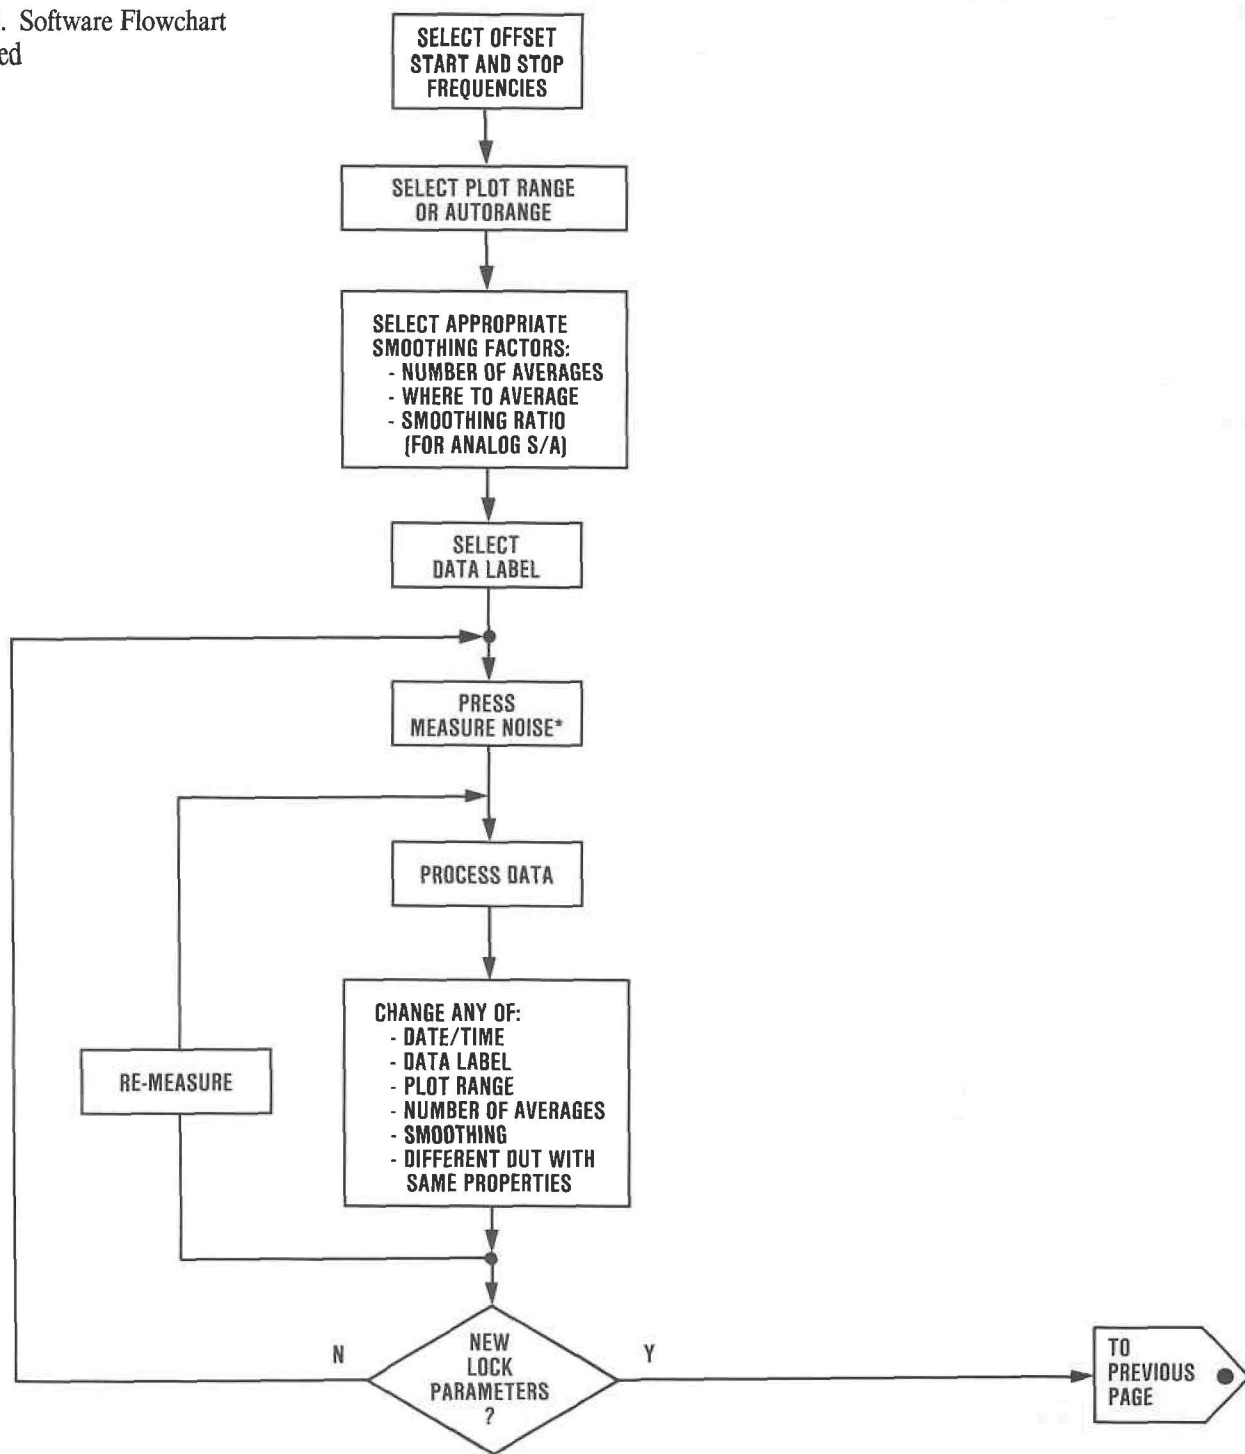 . Software Flowchart
ed
SELECT OFFSET
START AND STOP
FREQUENCIES
SELECT PLOT RANGE
OR AUTORANGE
SELECT APPROPRIATE
SMOOTHING FACTORS:
- NUMBER OF AVERAGES
- WHERE TO AVERAGE
- SMOOTHING RATIO
(FOR ANALOG S/A)
SELECT
DATA LABEL
PRESS
MEASURE NOISE*
PROCESS DATA
CHANGE ANY OF:
- DATE/TIME
- DATA LABEL
- PLOT RANGE
- NUMBER OF AVERAGES
- SMOOTHING
- DIFFERENT DUT WITH
SAME PROPERTIES
RE-MEASURE
N
NEW
LOCK
PARAMETERS
?
Y
TO
PREVIOUS
PAGE